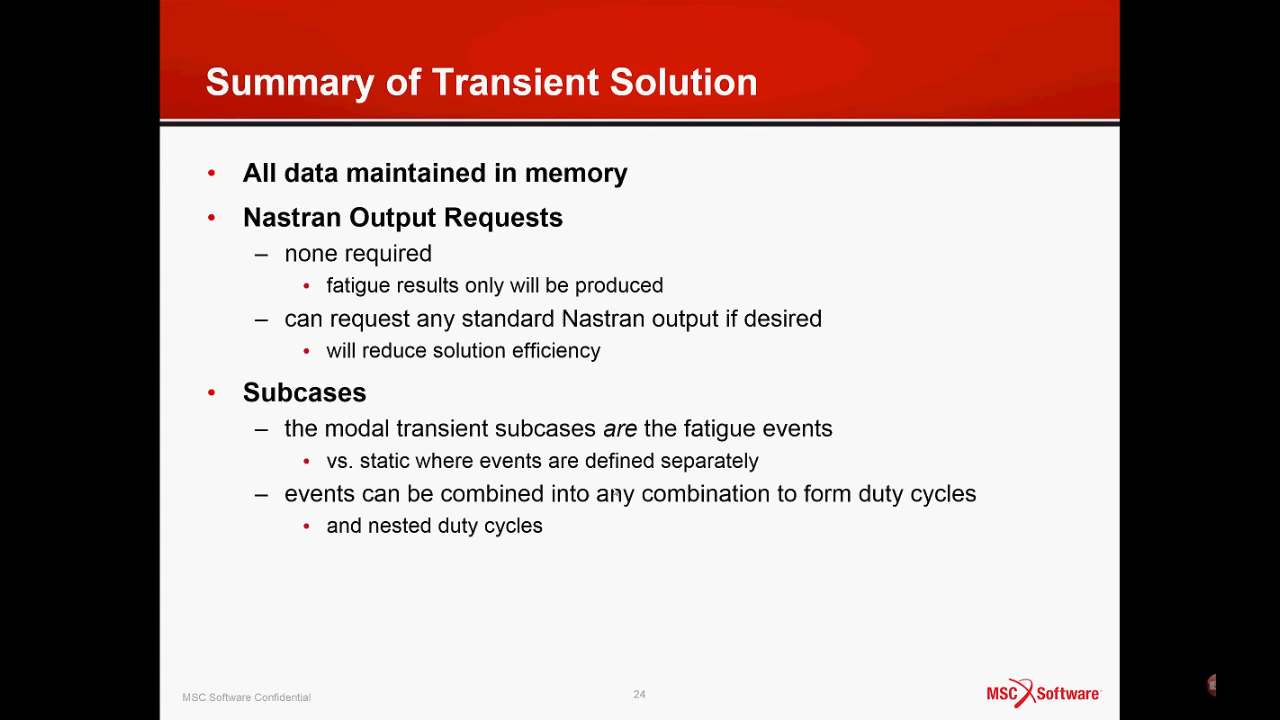 Summary of Transient Solution
• All data maintained in memory
• Nastran Output Requests
– none required
• fatigue results only will be produced
– can request any standard Nastran output if desired
• will reduce solution efficiency
• Subcases
– the modal transient subcases are the fatigue events
• vs. static where events are defined separately
– events can be combined into any combination to form duty cycles
• and nested duty cycles
MSC Software Confidential
24
MSC Software